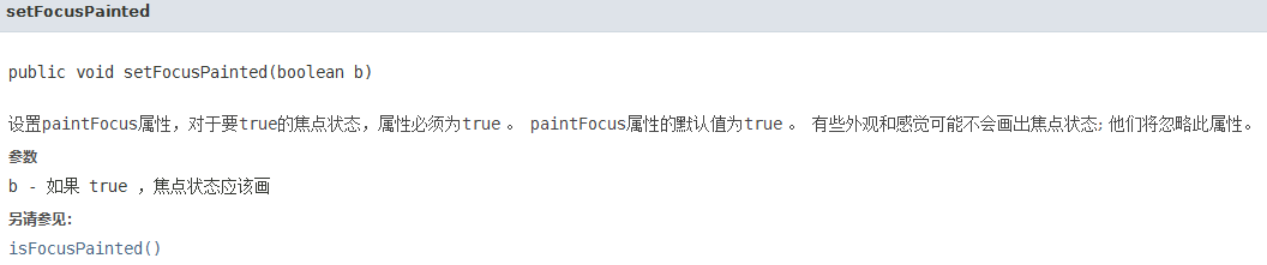 setFocusPainted
public void setFocusPainted(boolean b)
设置paintFocus属性，对于要true的焦点状态，属性必须为true 。 paintFocus属性的默认值为true 。 有些外观和感觉可能不会画出焦点状态; 他们将忽略此属性。
参数
b - 如果 true ，焦点状态应该画
另请参见:
isFocusPainted()